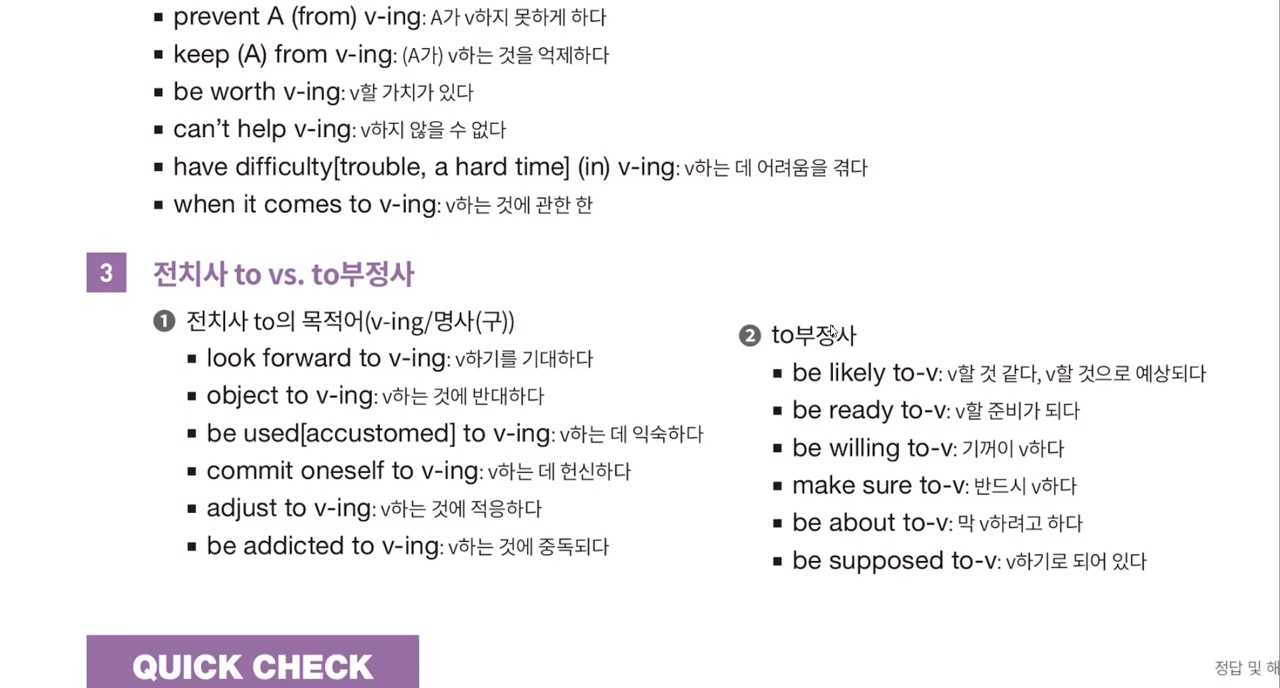 ▪ prevent A (from) v-ing: A가 v하지 못하게 하다
▪ keep (A) from v-ing: (A가) v하는 것을 억제하다
▪ be worth v-ing: v할 가치가 있다
▪ can't help v-ing: v하지 않을 수 없다
▪ have difficulty[trouble, a hard time] (in) v-ing: v하는 데 어려움을 겪다
▪ when it comes to v-ing: v하는 것에 관한 한
3 전치사 to vs. to부정사
❶ 전치사 to의 목적어(v-ing/명사(구))
▪ look forward to v-ing: v하기를 기대하다
▪ object to v-ing: v하는 것에 반대하다
▪ be used[accustomed] to v-ing: v하는 데 익숙하다
▪ commit oneself to v-ing: v하는 데 헌신하다
▪ adjust to v-ing: v하는 것에 적응하다
▪ be addicted to v-ing: v하는 것에 중독되다
❷ to부정사
▪ be likely to-v: v할 것 같다, v할 것으로 예상되다
▪ be ready to-v: v할 준비가 되다
▪ be willing to-v: 기꺼이 v하다
▪ make sure to-v: 반드시 v하다
▪ be about to-v: 막 v하려고 하다
▪ be supposed to-v: v하기로 되어 있다
QUICK CHECK
정답 및 해